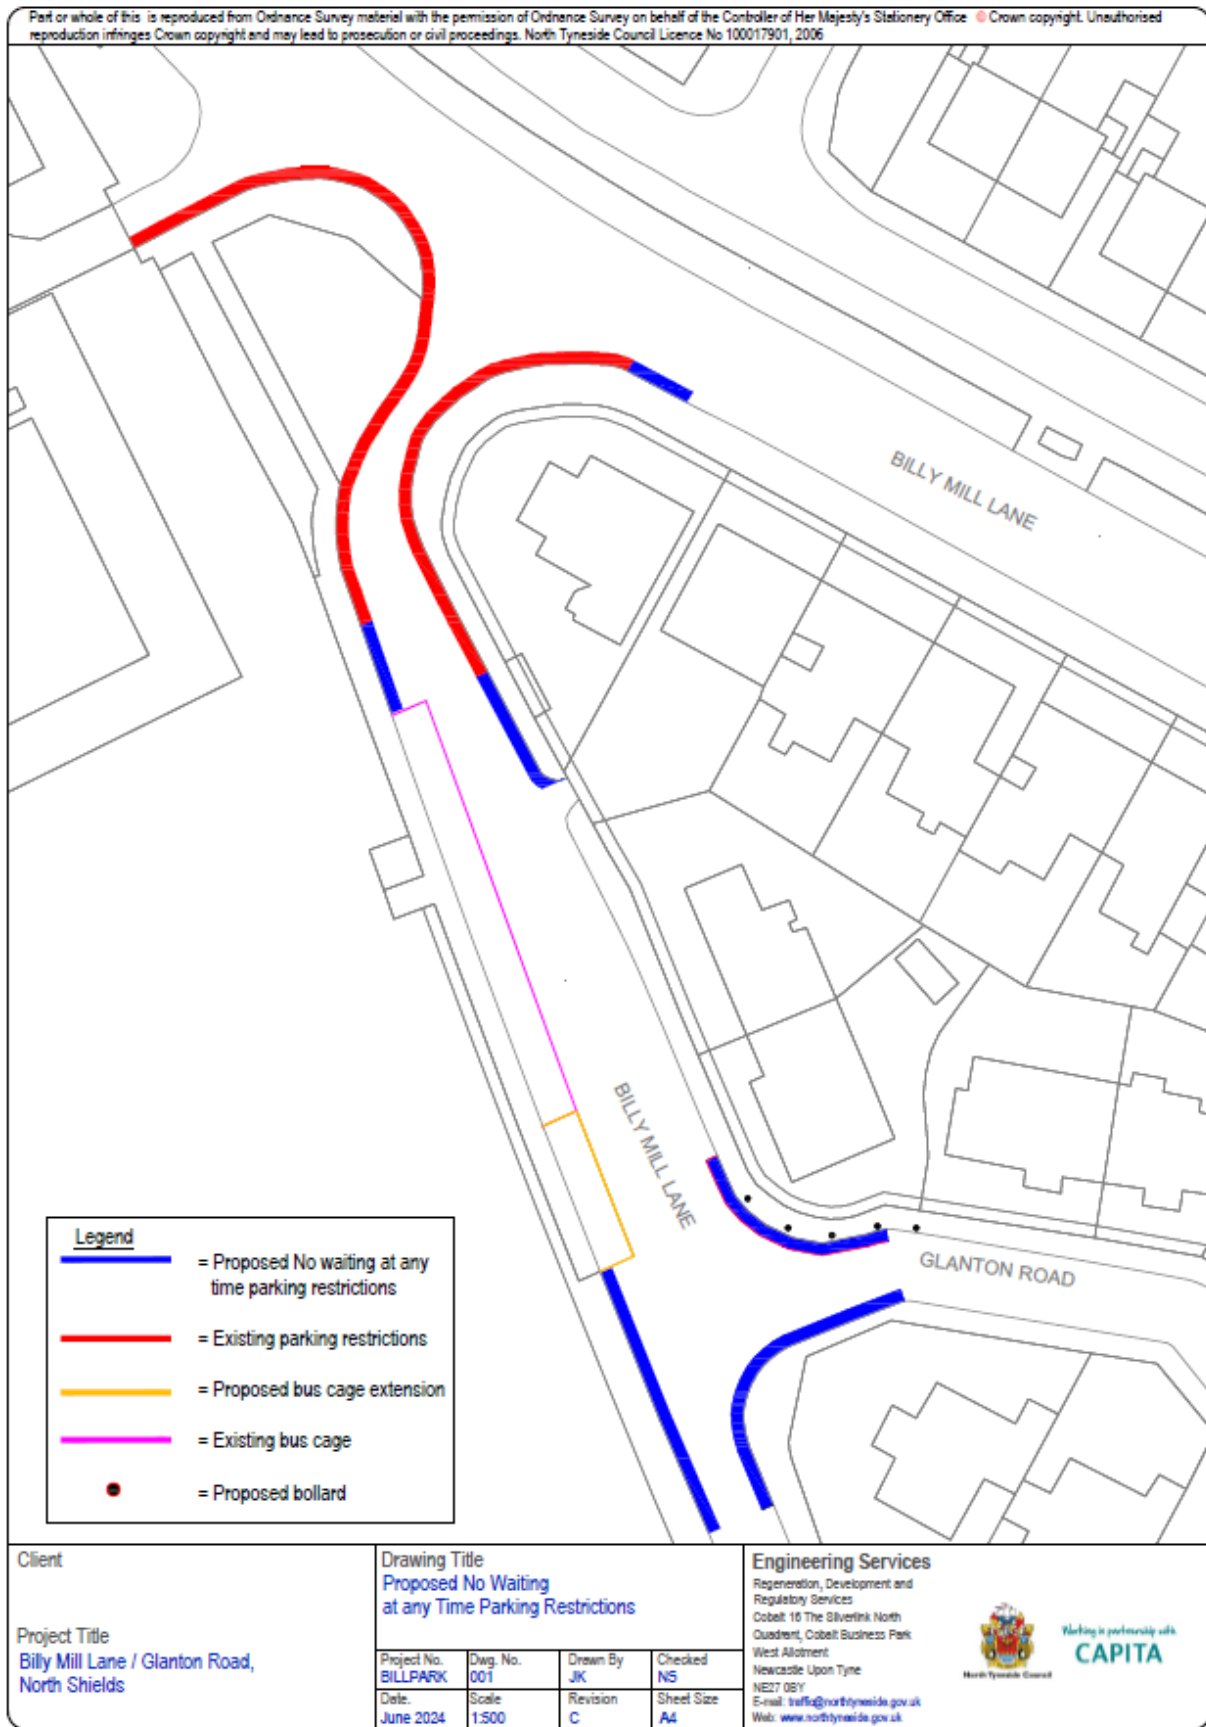 Part or whole of this is reproduced from Ordnance Survey material with the permission of Ordnance Survey on behalf of the Controller of Her Majesty's Stationery Office © Crown copyright. Unauthorised
reproduction infringes Crown copyright and may lead to prosecution or civil proceedings. North Tyneside Council Licence No 100017901, 2006
BILLY MILL LANE
BILLY MILL LANE
GLANTON ROAD
Legend
= Proposed No waiting at any
time parking restrictions
= Existing parking restrictions
= Proposed bus cage extension
= Existing bus cage
= Proposed bollard
Client
Project Title
Billy Mill Lane / Glanton Road,
North Shields
Drawing Title
Proposed No Waiting
at any Time Parking Restrictions
Project No.
BILLPARK
Dwg. No.
001
Drawn By
JK
Checked
NS
Date.
June 2024
Scale
1:500
Revision
C
Sheet Size
A4
Engineering Services
Regeneration, Development and
Regulatory Services
Cobalt 16 The Silverlink North
Quadrant, Cobalt Business Park
West Allotment
Newcastle Upon Tyne
NE27 0BY
E-mail: traffic@northtyneside.gov.uk
Web: www.northtyneside.gov.uk
North Tyneside Council
Working in partnership with
CAPITA